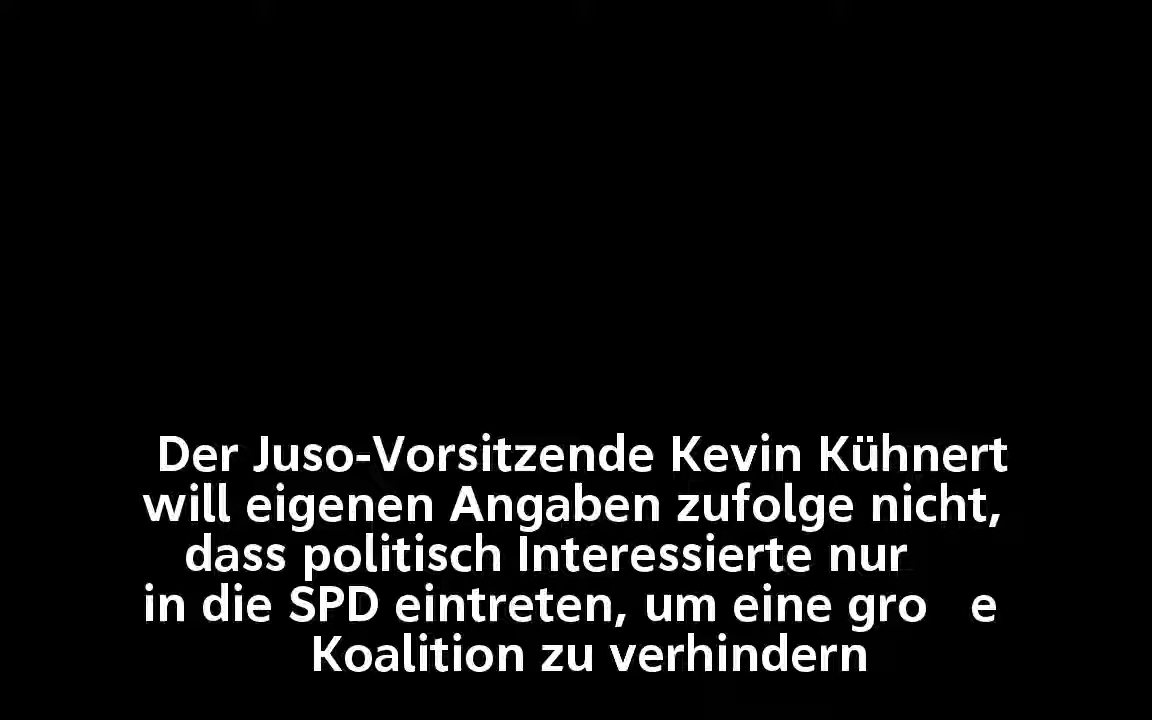 Der Juso-Vorsitzende Kevin Kühnert
will eigenen Angaben zufolge nicht,
dass politisch Interessierte nur
in die SPD eintreten, um eine gro e
Koalition zu verhindern